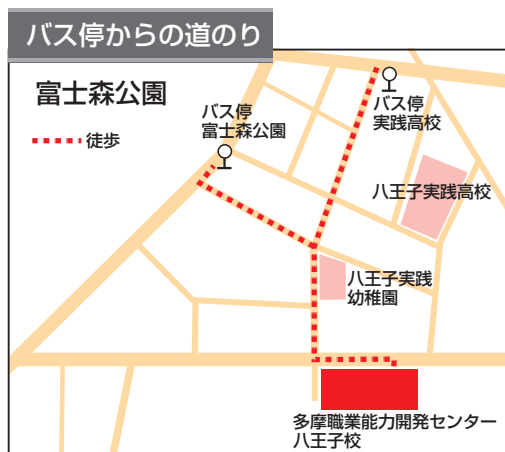 バス停からの道のり
富士森公園
徒歩
バス停
富士森公園
バス停
実践高校
八王子実践高校
八王子実践
幼稚園
多摩職業能力開発センター
八王子校